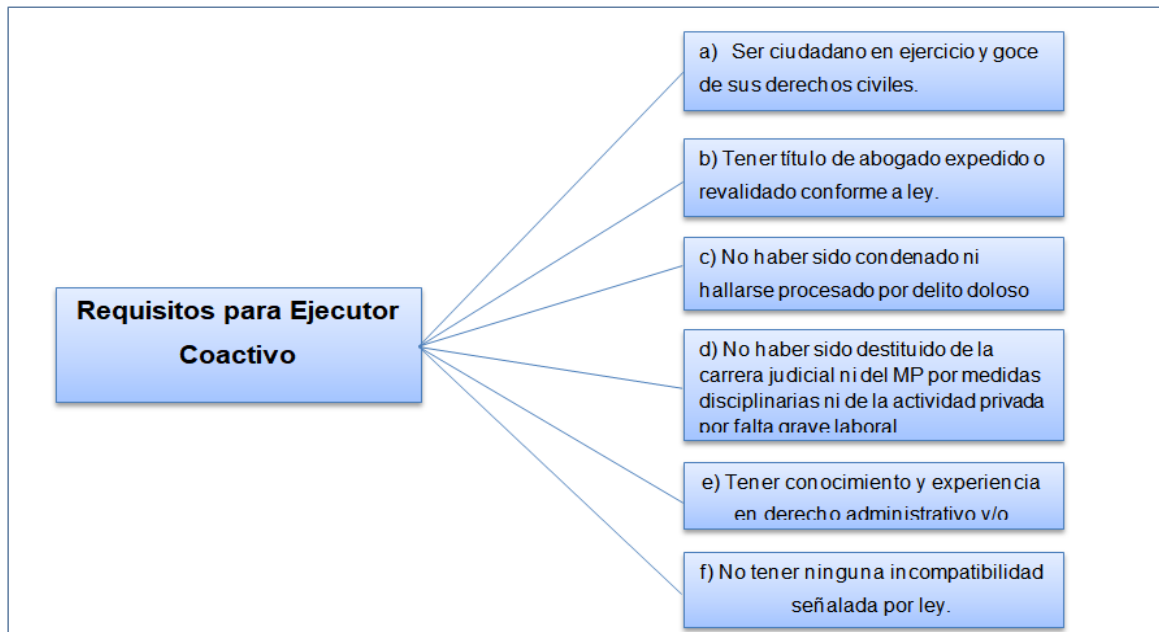 a) Ser ciudadano en ejercicio y goce
de sus derechos civiles.
b) Tener título de abogado expedido o
revalidado conforme a ley.
c) No haber sido condenado ni
hallarse procesado por delito doloso
Requisitos para Ejecutor
Coactivo
d) No haber sido destituido de la
carrera judicial ni del MP por medidas
disciplinarias ni de la actividad privada
por falta grave laboral
e) Tener conocimiento y experiencia
en derecho administrativo y/o
f) No tener ninguna incompatibilidad
señalada por ley.